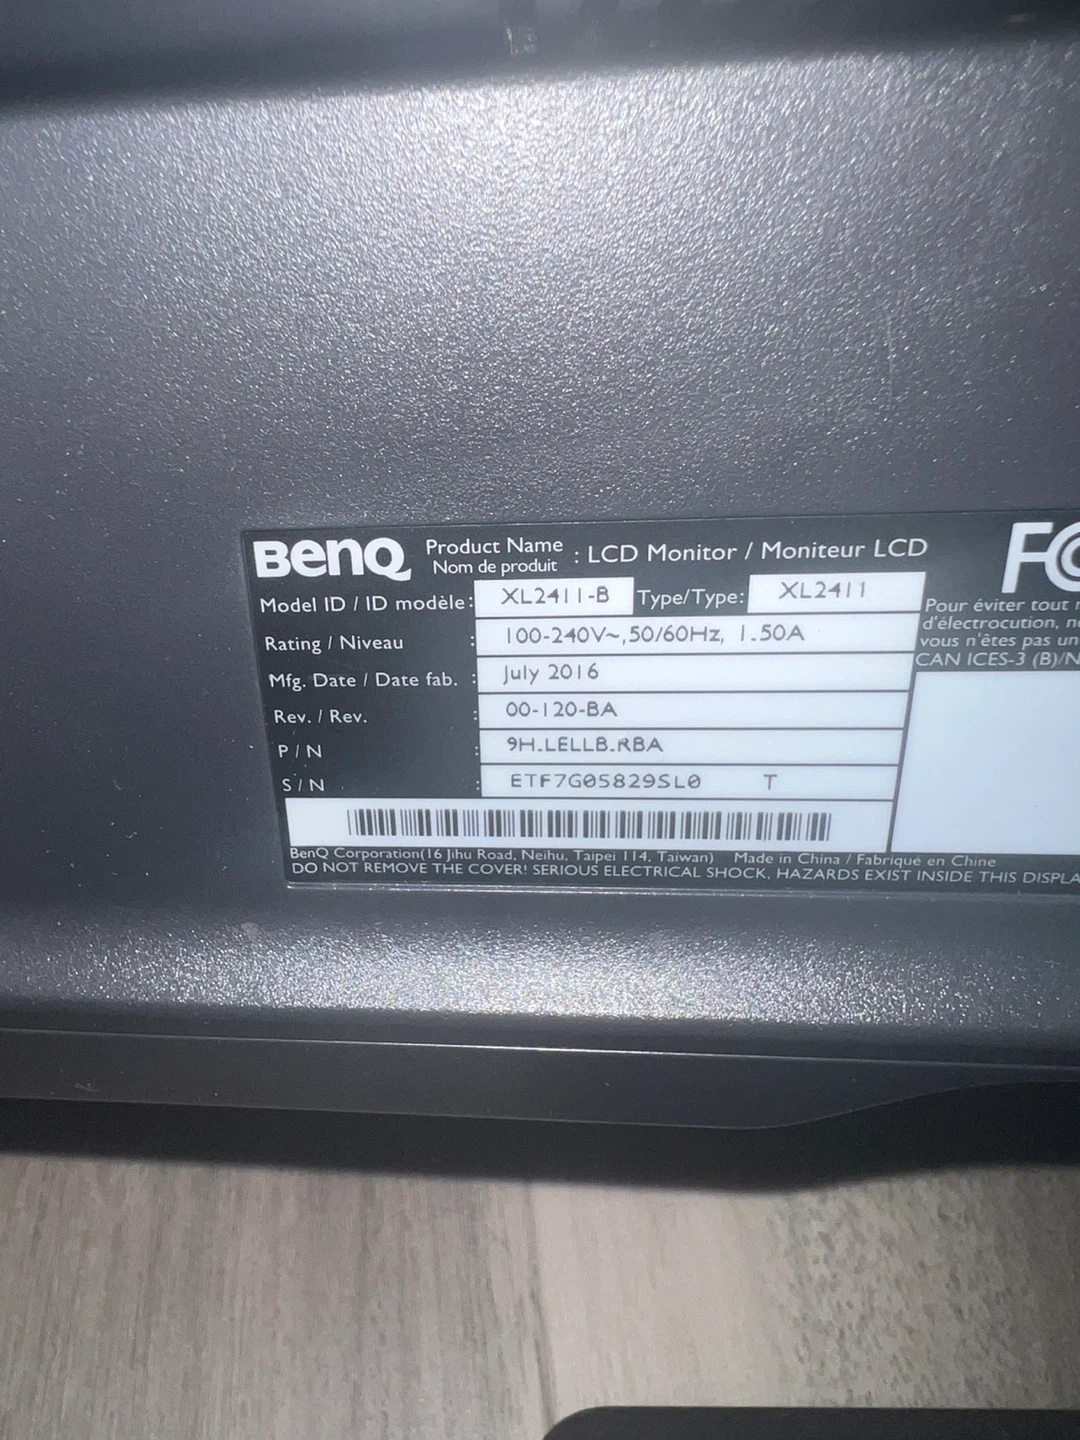 BenQ Product Name : LCD Monitor / Moniteur LCD
Nom de produit
Model ID / ID modèle: XL2411-B Type/Type: XL2411
Rating / Niveau : 100-240V~,50/60Hz, 1.50A
Mfg. Date / Date fab. : July 2016
Rev. / Rev. : 00-120-BA
P / N : 9H.LELLB.RBA
S / N : ETF7G05829SL0 T
BenQ Corporation(16 Jihu Road, Neihu, Taipei 114, Taiwan) Made in China / Fabriqué en Chine
DO NOT REMOVE THE COVER! SERIOUS ELECTRICAL SHOCK, HAZARDS EXIST INSIDE THIS
FC
Pour éviter tout
d'électrocution,
vous n'êtes pas un
CAN ICES-3 (B)/N